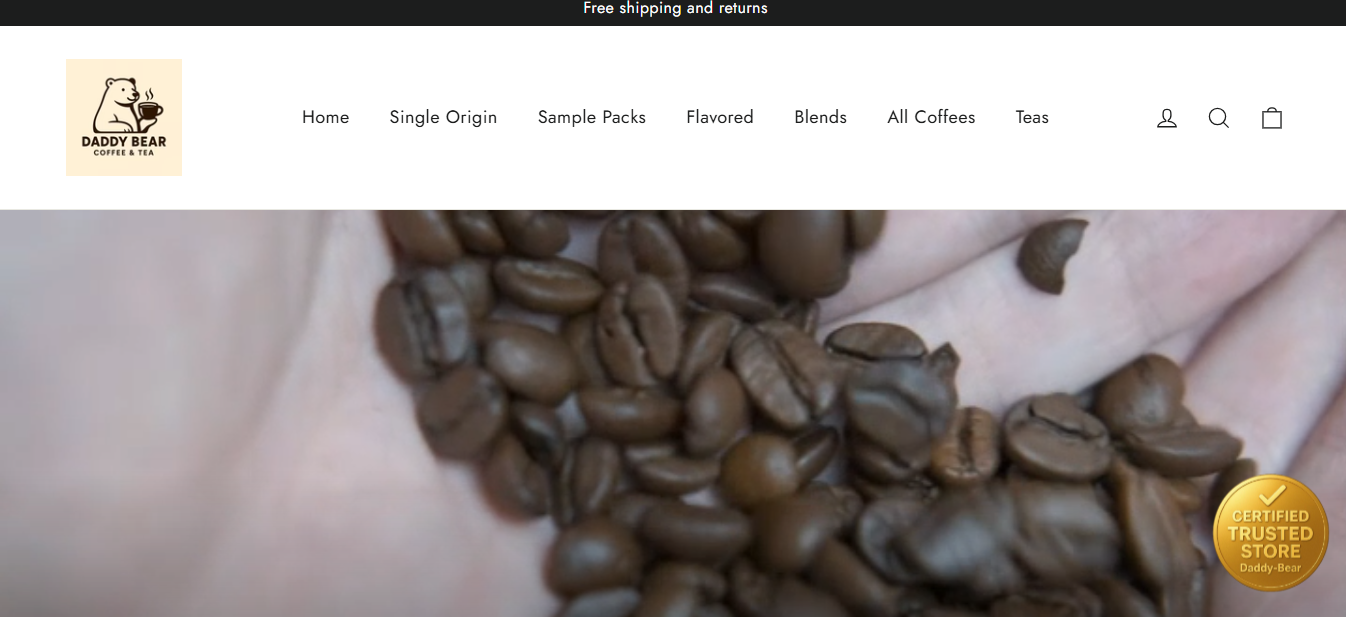 Free shipping and returns
DADDY BEAR
COFFEE & TEA
Home
Single Origin
Sample Packs
Flavored
Blends
All Coffees
Teas
CERTIFIED
TRUSTED
STORE
Daddy-Bear